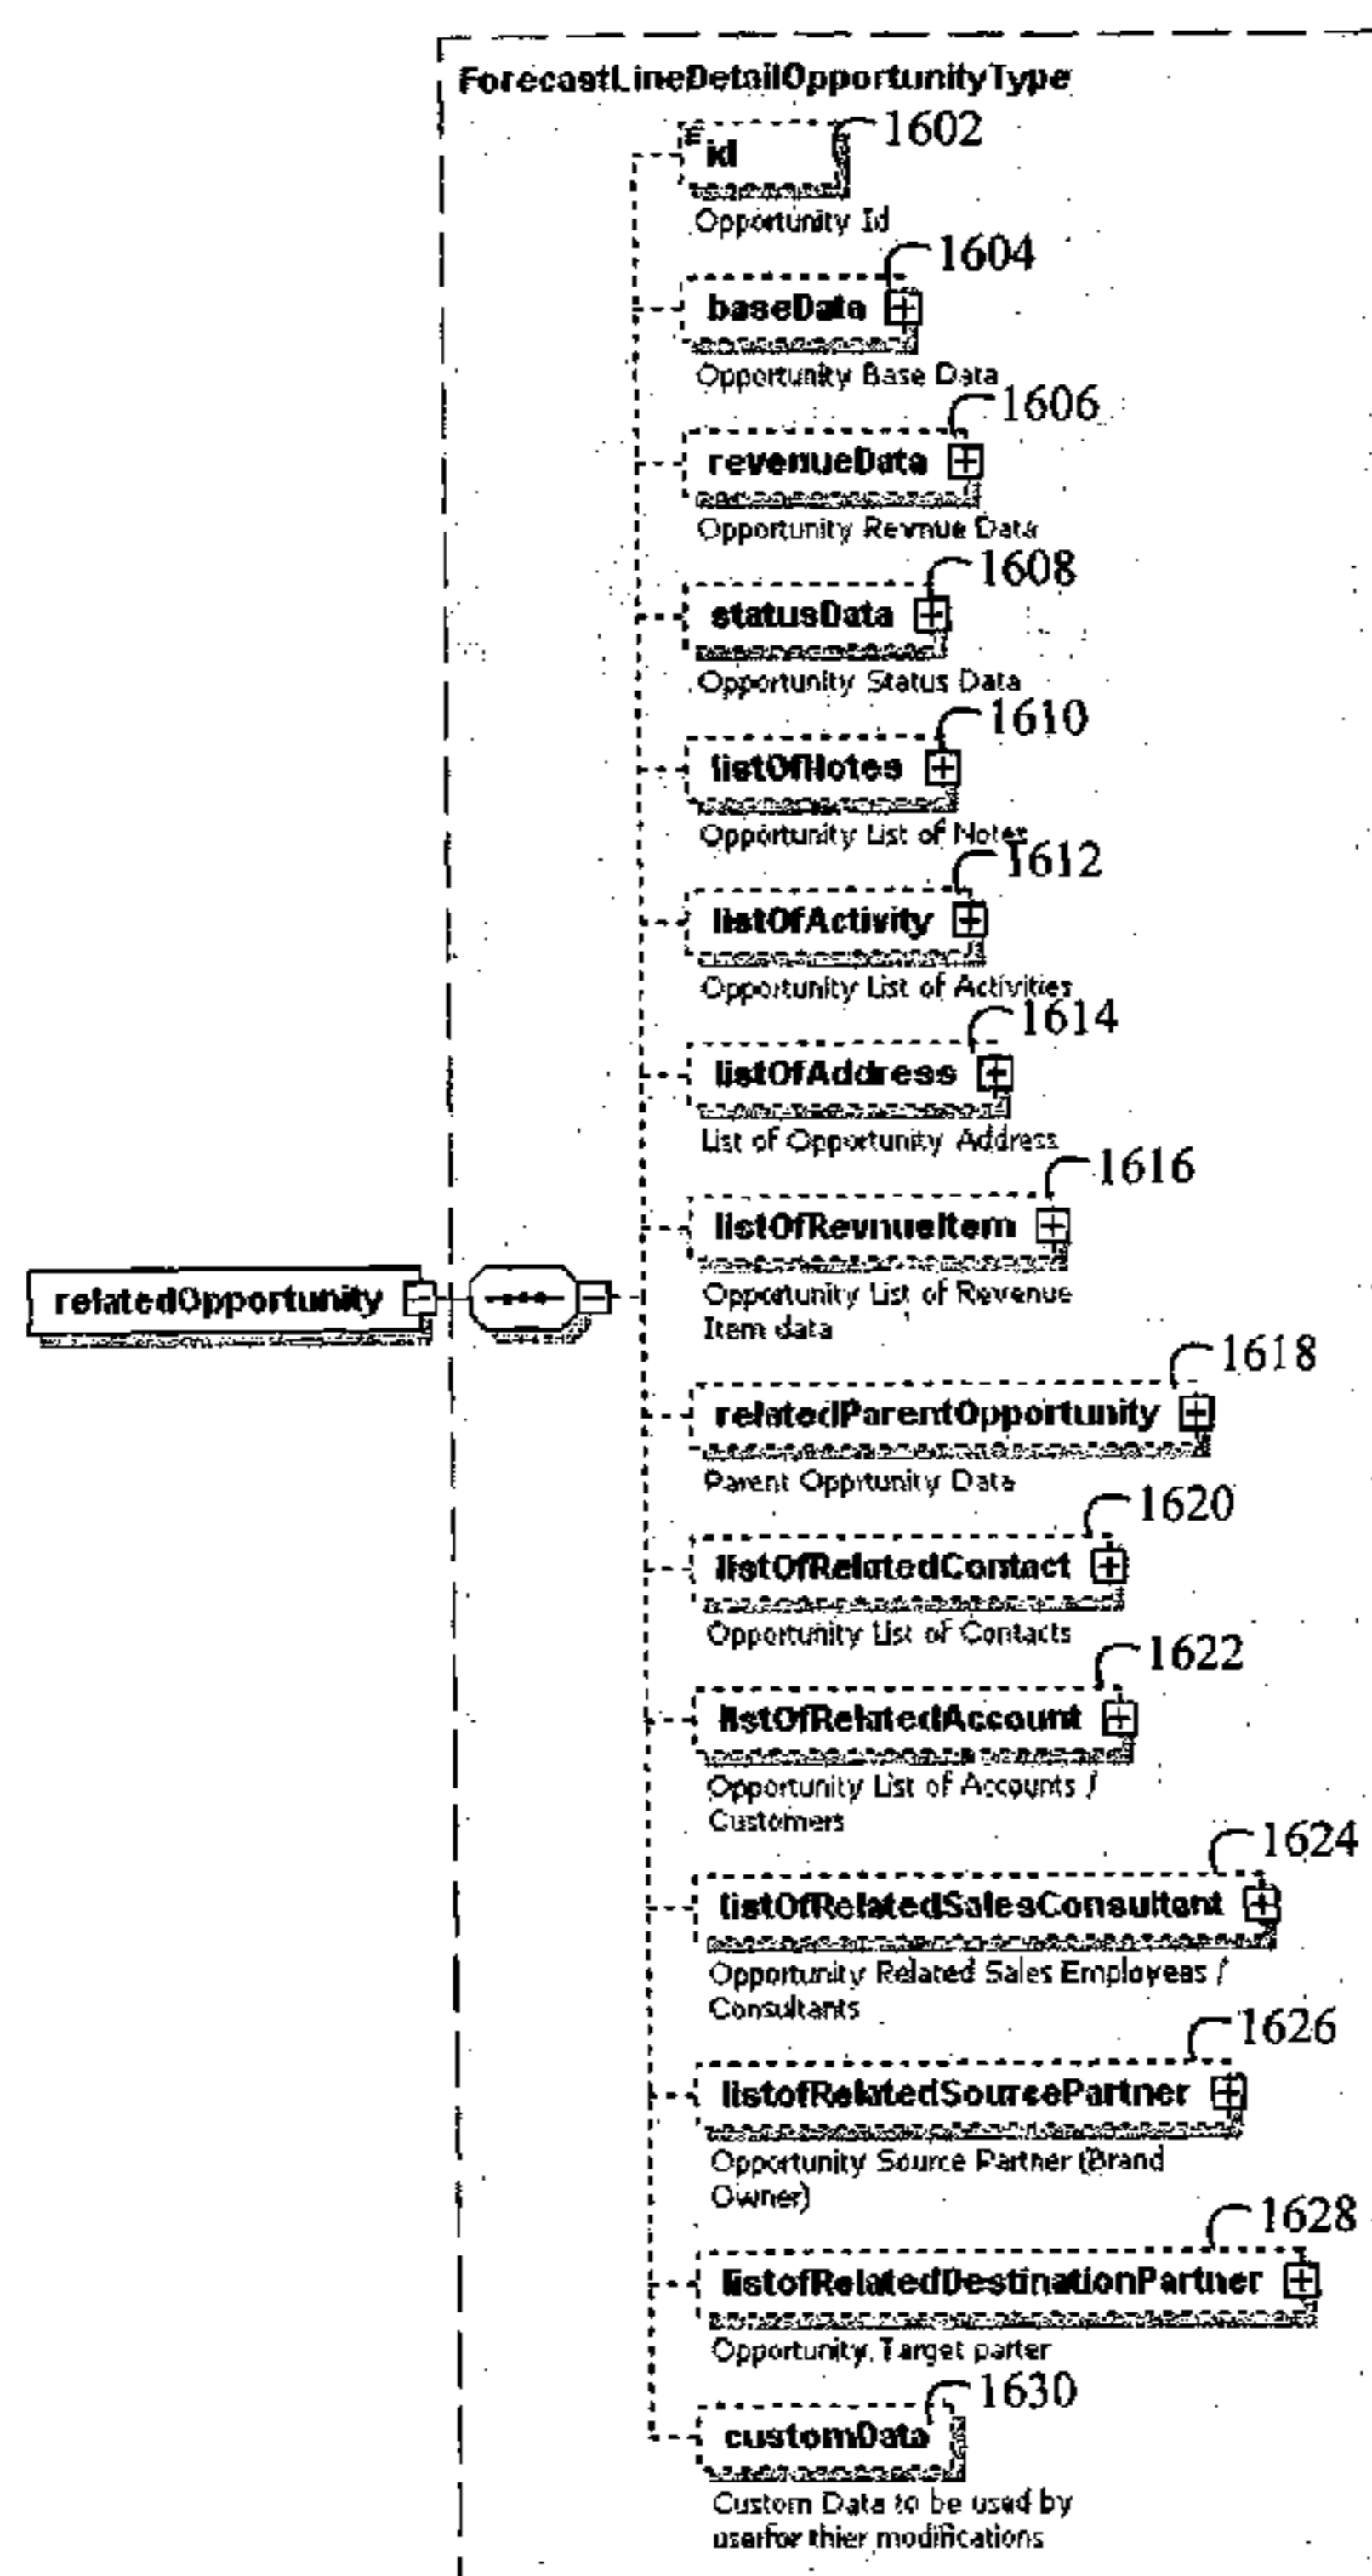 ForecastLineDetailOpportunityType
id
1602
Opportunity Id
1604
baseData
Opportunity Base Data
1606
revenueData
Opportunity Revnue Data
1608
statusData
Opportunity Status Data
1610
listOfNotes
Opportunity List of Notes
1612
listOfActivity
Opportunity List of Activities
1614
listOfAddress
List of Opportunity Address
1616
listOfRevnueItem
Opportunity List of Revenue
Item data
relatedOpportunity
1618
relatedParentOpportunity
Parent Opprtunity Data
1620
listOfRelatedContact
Opportunity List of Contacts
1622
listOfRelatedAccount
Opportunity List of Accounts /
Customers
1624
listOfRelatedSalesConsultant
Opportunity Related Sales Employees /
Consultants
1626
listofRelatedSourcePartner
Opportunity Source Partner (Brand
Owner)
1628
listofRelatedDestinationPartner
Opportunity Target parter
1630
customData
Custom Data to be used by
userfor thier modifications